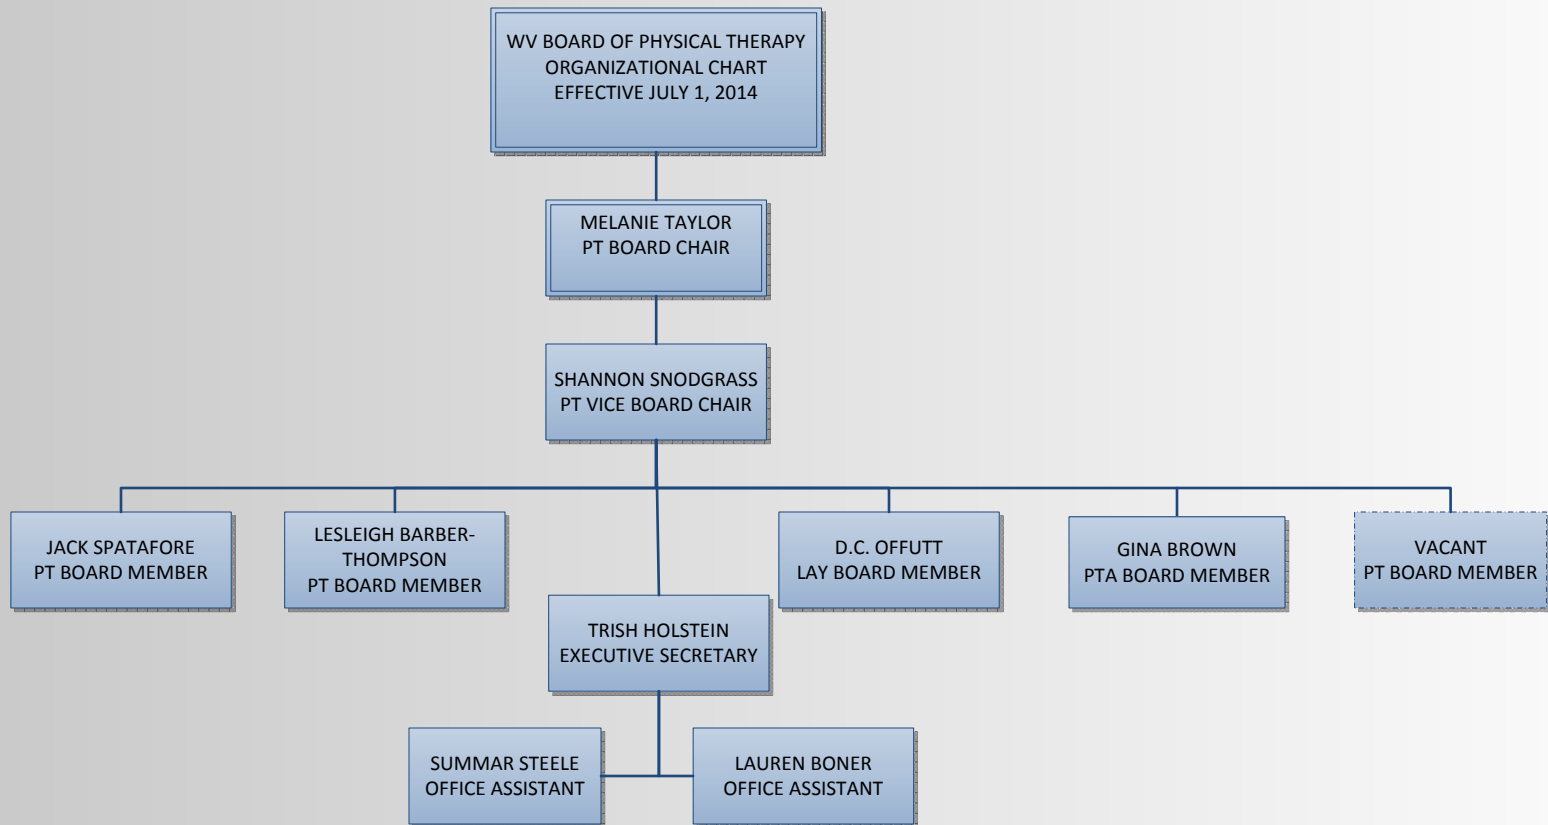 WV BOARD OF PHYSICAL THERAPY
ORGANIZATIONAL CHART
EFFECTIVE JULY 1, 2014
MELANIE TAYLOR
PT BOARD CHAIR
SHANNON SNODGRASS
PT VICE BOARD CHAIR
JACK SPATAFORE
PT BOARD MEMBER
LESLEIGH BARBER-
THOMPSON
PT BOARD MEMBER
D.C. OFFUTT
LAY BOARD MEMBER
GINA BROWN
PTA BOARD MEMBER
VACANT
PT BOARD MEMBER
TRISH HOLSTEIN
EXECUTIVE SECRETARY
SUMMAR STEELE
OFFICE ASSISTANT
LAUREN BONER
OFFICE ASSISTANT